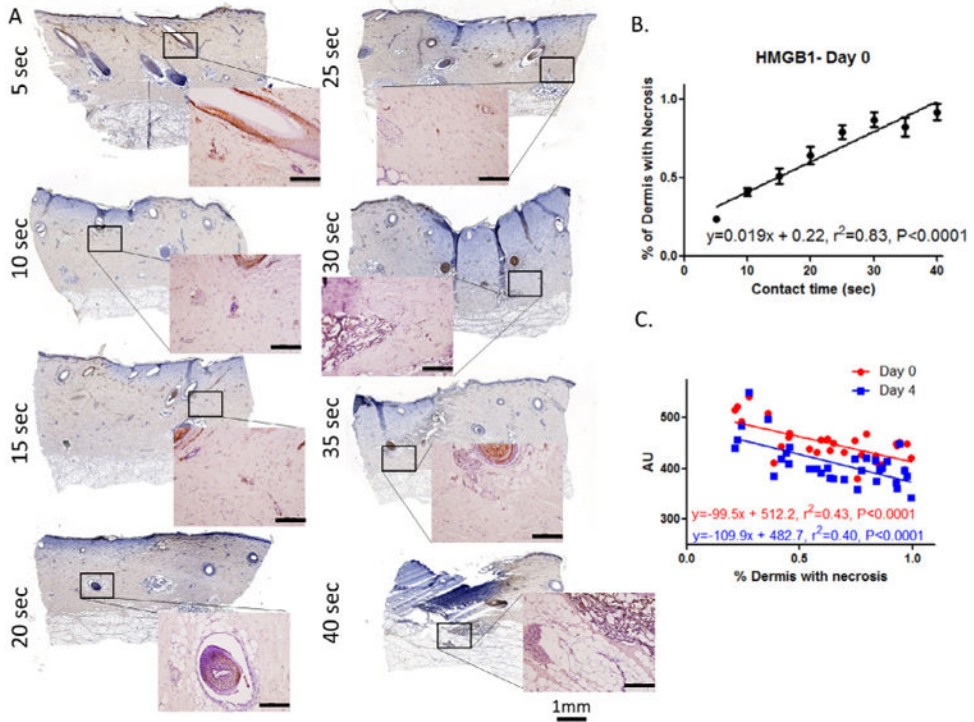 A
5 sec
25 sec
10 sec
30 sec
15 sec
35 sec
20 sec
40 sec
1mm
B.
HMGB1- Day 0
% of Dermis with Necrosis
1.0
0.5
0.0
0 10 20 30 40
y=0.019x + 0.22, r²=0.83, P<0.0001
Contact time (sec)
C.
Day 0
Day 4
AU
500
400
300
y=-99.5x + 512.2, r²=0.43, P<0.0001
y=-109.9x + 482.7, r²=0.40, P<0.0001
0.0 0.5 1.0
% Dermis with necrosis